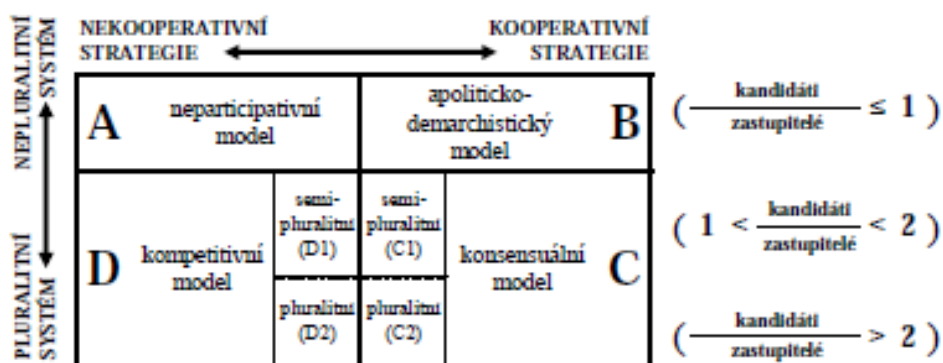 NEKOOPERATIVNÍ
STRATEGIE
KOOPERATIVNÍ
STRATEGIE
NEPLURALITNÍ
SYSTÉM
PLURALITNÍ
SYSTÉM
A
neparticipativní
model
apoliticko-
demarchistický
model
B
( kandidáti
zastupitelé ≤ 1 )
D
kompetitivní
model
semi-
pluralitní
(D1)
semi-
pluralitní
(C1)
pluralitní
(D2)
pluralitní
(C2)
konsensuální
model
C
( 1 < kandidáti
zastupitelé < 2 )
( kandidáti
zastupitelé > 2 )